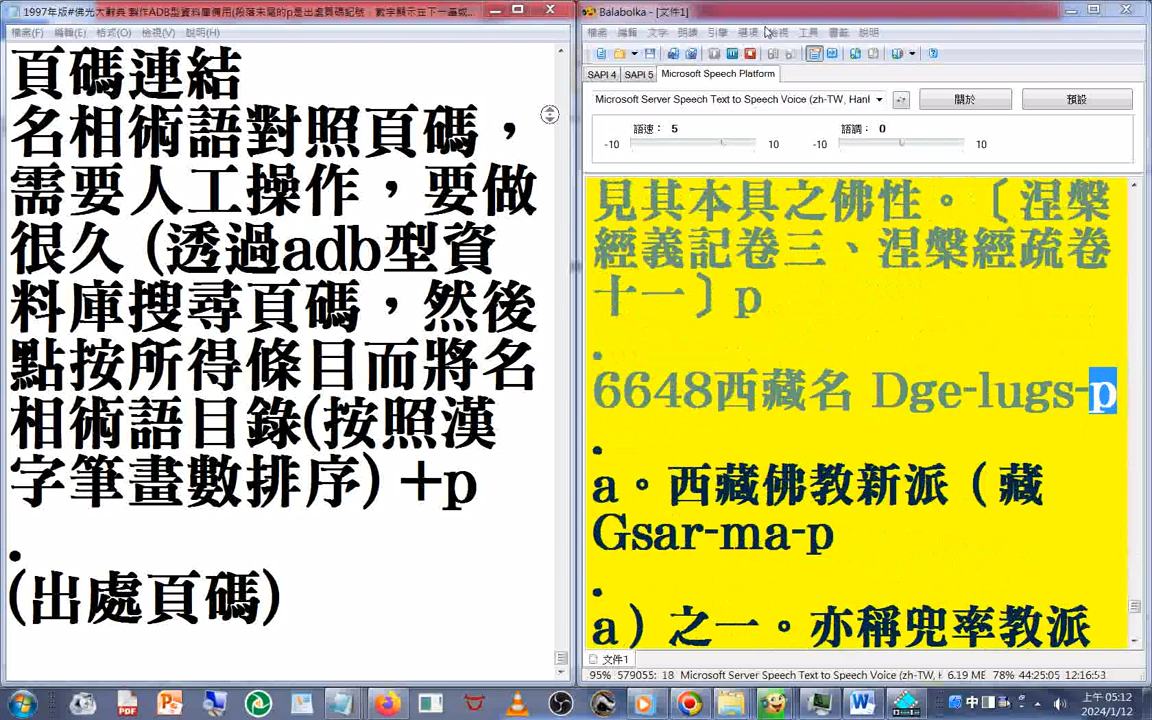 1997年版#佛光大辭典 製作ADB型資料庫備用(段落末尾的p是出處頁碼記號，數字顯示在下一區或...
檔案(F) 編輯(E) 格式(O) 檢視(V) 說明(H)
頁碼連結
名相術語對照頁碼，
需要人工操作，要做
很久 (透過adb型資
料庫搜尋頁碼，然後
點按所得條目而將名
相術語目錄(按照漢
字筆畫數排序) +p
.
(出處頁碼)
Balabolka - [文件1]
檔案 編輯 文字 朗讀 引擎 選項 檢視 工具 書籤 說明
SAPI 4 SAPI 5 Microsoft Speech Platform
Microsoft Server Speech Text to Speech Voice (zh-TW, HanH 關於 預設
語速： 5 語調： 0
-10 10 -10 10
見其本具之佛性。〔涅槃
經義記卷三、涅槃經疏卷
十一〕p
.
6648西藏名 Dge-lugs-p
.
a。西藏佛教新派（藏
Gsar-ma-p
.
a）之一。亦稱兜率教派
文件1
95% 579055: 18 Microsoft Server Speech Text to Speech Voice (zh-TW, H 6.19 MB 78% 44:25:05 12:16:53
中
上午 05:12
2024/1/12